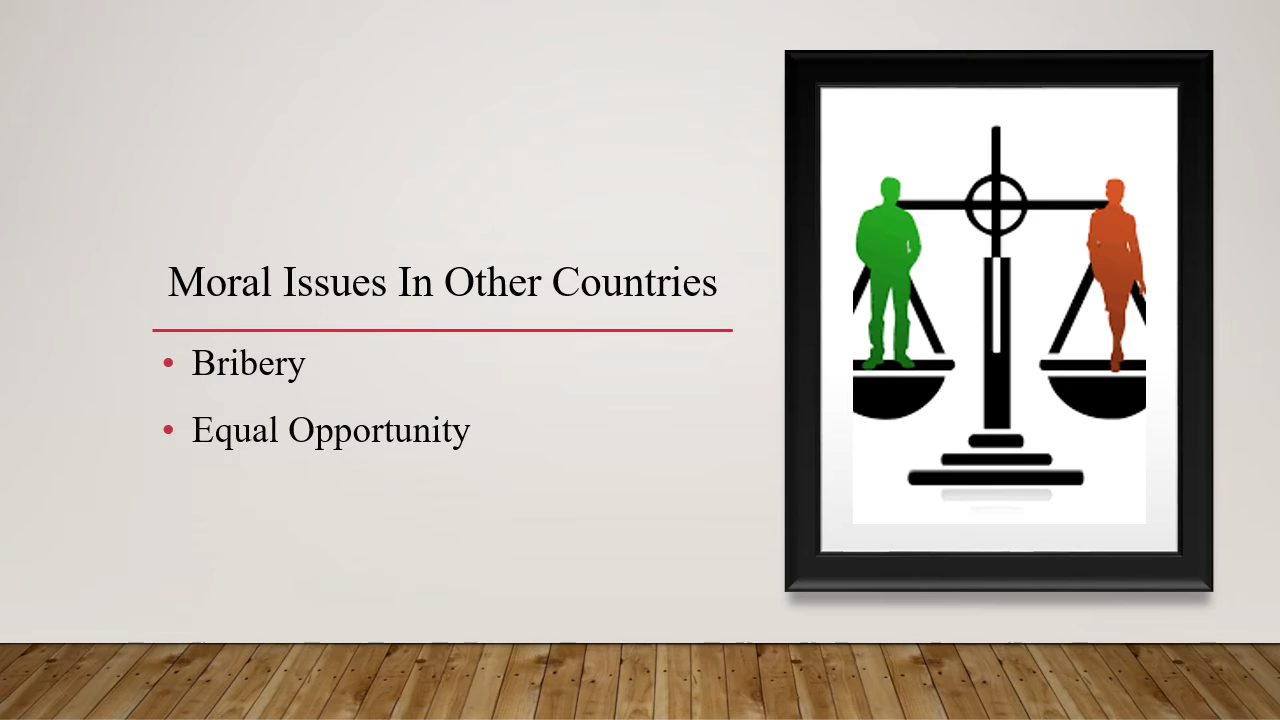 Moral Issues In Other Countries
• Bribery
• Equal Opportunity